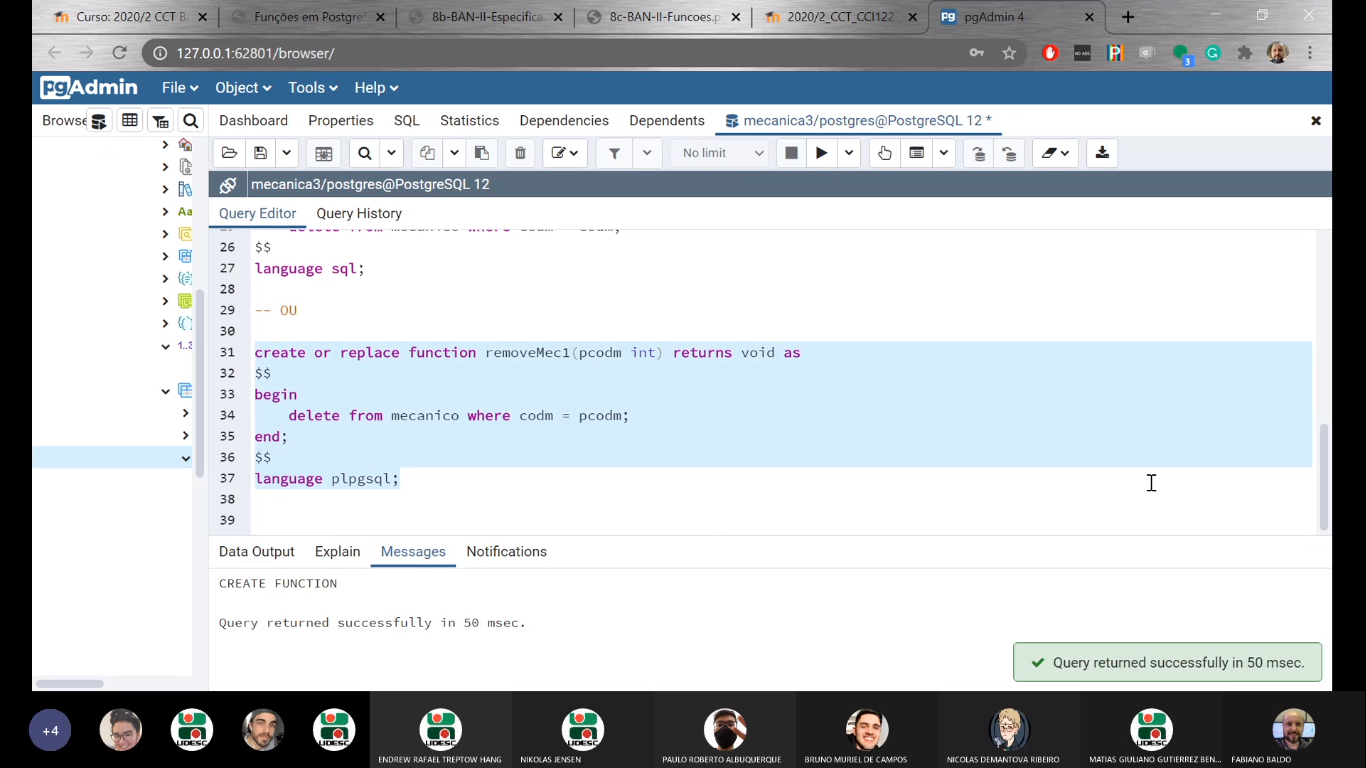 Curso: 2020/2 CCT B
Funções em Postgre
8b-BAN-II-Especifica
8c-BAN-II-Funcoes.p
2020/2_CCT_CCI122
pgAdmin 4
127.0.0.1:62801/browser/
3
pgAdmin
File
Object
Tools
Help
Browse
Dashboard
Properties
SQL
Statistics
Dependencies
Dependents
mecanica3/postgres@PostgreSQL 12 *
No limit
mecanica3/postgres@PostgreSQL 12
Query Editor
Query History
26 $$
27 language sql;
28
29 -- OU
30
31 create or replace function removeMec1(pcodm int) returns void as
32 $$
33 begin
34 delete from mecanico where codm = pcodm;
35 end;
36 $$
37 language plpgsql;
38
39
1..3
Data Output
Explain
Messages
Notifications
CREATE FUNCTION
Query returned successfully in 50 msec.
Query returned successfully in 50 msec.
+4
UDESC
UDESC
UDESC
UDESC
UDESC
ENDREW RAFAEL TREPTOW HANG
NIKOLAS JENSEN
PAULO ROBERTO ALBUQUERQUE
BRUNO MURIEL DE CAMPOS
NICOLAS DEMANTOVA RIBEIRO
MATIAS GIULIANO GUTIERREZ BEN...
FABIANO BALDO